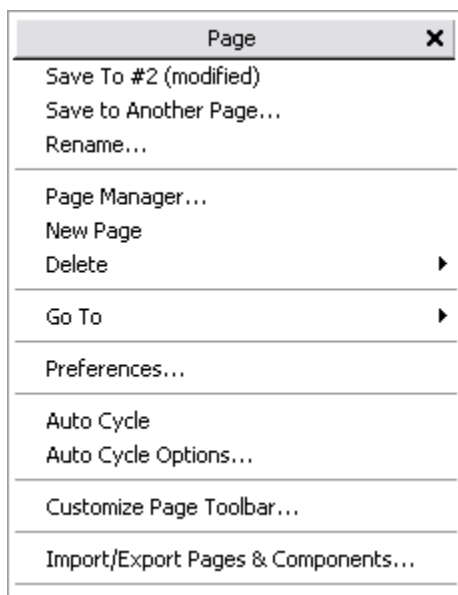 Page
Save To #2 (modified)
Save to Another Page...
Rename...
Page Manager...
New Page
Delete
Go To
Preferences...
Auto Cycle
Auto Cycle Options...
Customize Page Toolbar...
Import/Export Pages & Components...